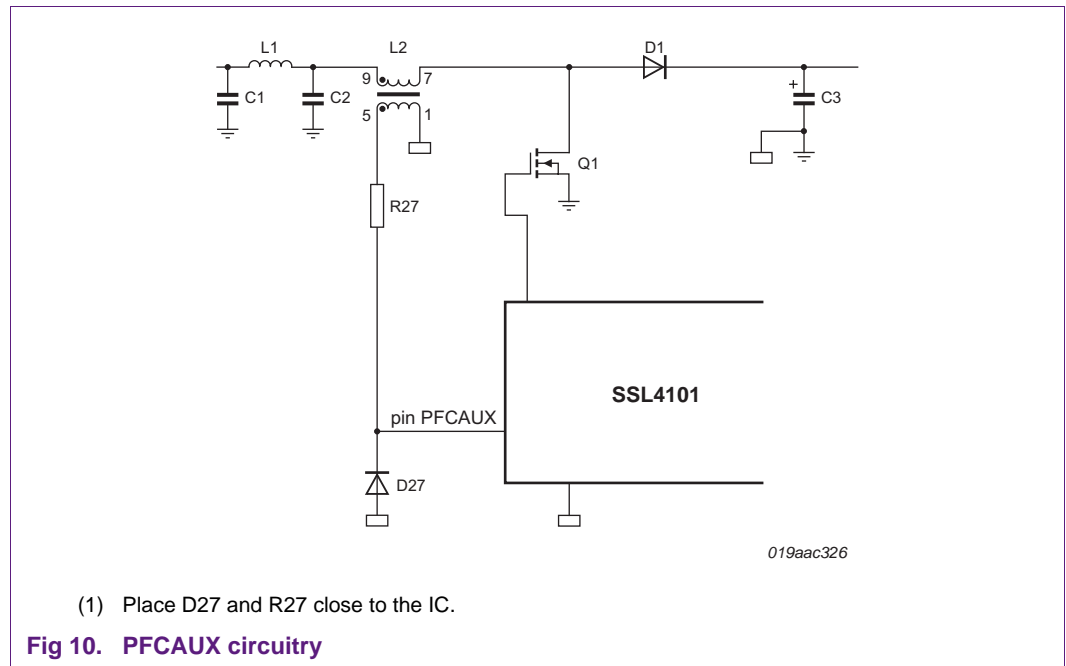 L1
L2
D1
9
7
+
C1
C2
C3
5
1
Q1
R27
SSL4101
pin PFCAUX
D27
019aac326
(1) Place D27 and R27 close to the IC.
Fig 10. PFCAUX circuitry